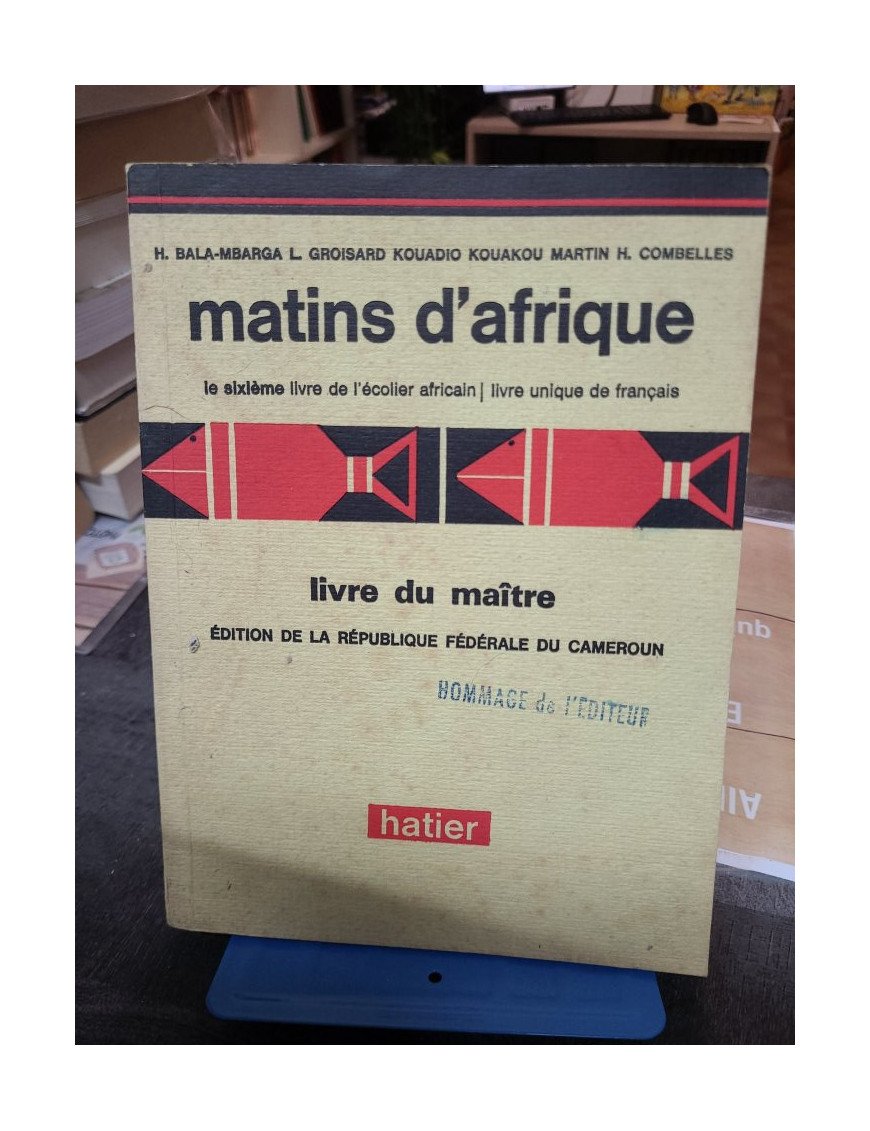 H. BALA-MBARGA L. GROISARD KOUADIO KOUAKOU MARTIN H. COMBELLES
matins d'afrique
le sixième livre de l'écolier africain | livre unique de français
livre du maître
ÉDITION DE LA RÉPUBLIQUE FÉDÉRALE DU CAMEROUN
HOMMAGE de l'EDITEUR
hatier